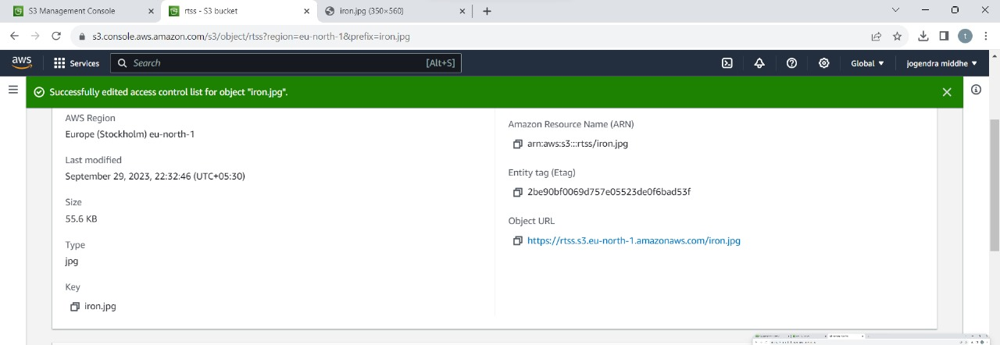 S3 Management Console
rtss - S3 bucket
iron.jpg (350×560)
s3.console.aws.amazon.com/s3/object/rtss?region=eu-north-1&prefix=iron.jpg
t
aws
Services
Search
[Alt+S]
Global
jogendra middhe
Successfully edited access control list for object "iron.jpg".
AWS Region
Europe (Stockholm) eu-north-1
Last modified
September 29, 2023, 22:32:46 (UTC+05:30)
Size
55.6 KB
Type
jpg
Key
iron.jpg
Amazon Resource Name (ARN)
arn:aws:s3:::rtss/iron.jpg
Entity tag (Etag)
2be90bf0069d757e05523de0f6bad53f
Object URL
https://rtss.s3.eu-north-1.amazonaws.com/iron.jpg